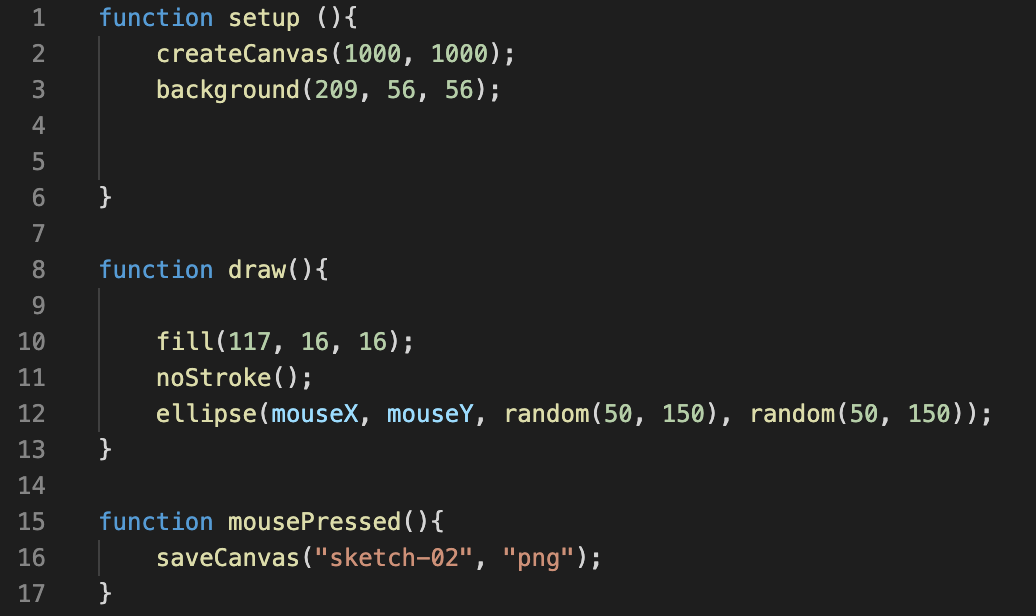 1 function setup (){
2 createCanvas(1000, 1000);
3 background(209, 56, 56);
4
5
6 }
7
8 function draw(){
9
10 fill(117, 16, 16);
11 noStroke();
12 ellipse(mouseX, mouseY, random(50, 150), random(50, 150));
13 }
14
15 function mousePressed(){
16 saveCanvas("sketch-02", "png");
17 }